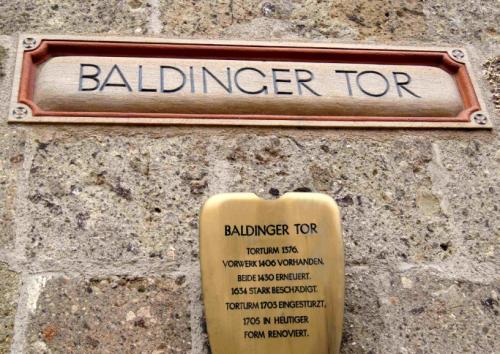 BALDINGER TOR
BALDINGER TOR
TORTURM 1376,
VORWERK 1406 VORHANDEN,
BEIDE 1430 ERNEUERT.
1634 STARK BESCHÄDIGT.
TORTURM 1703 EINGESTÜRZT,
1705 IN HEUTIGER
FORM RENOVIERT.